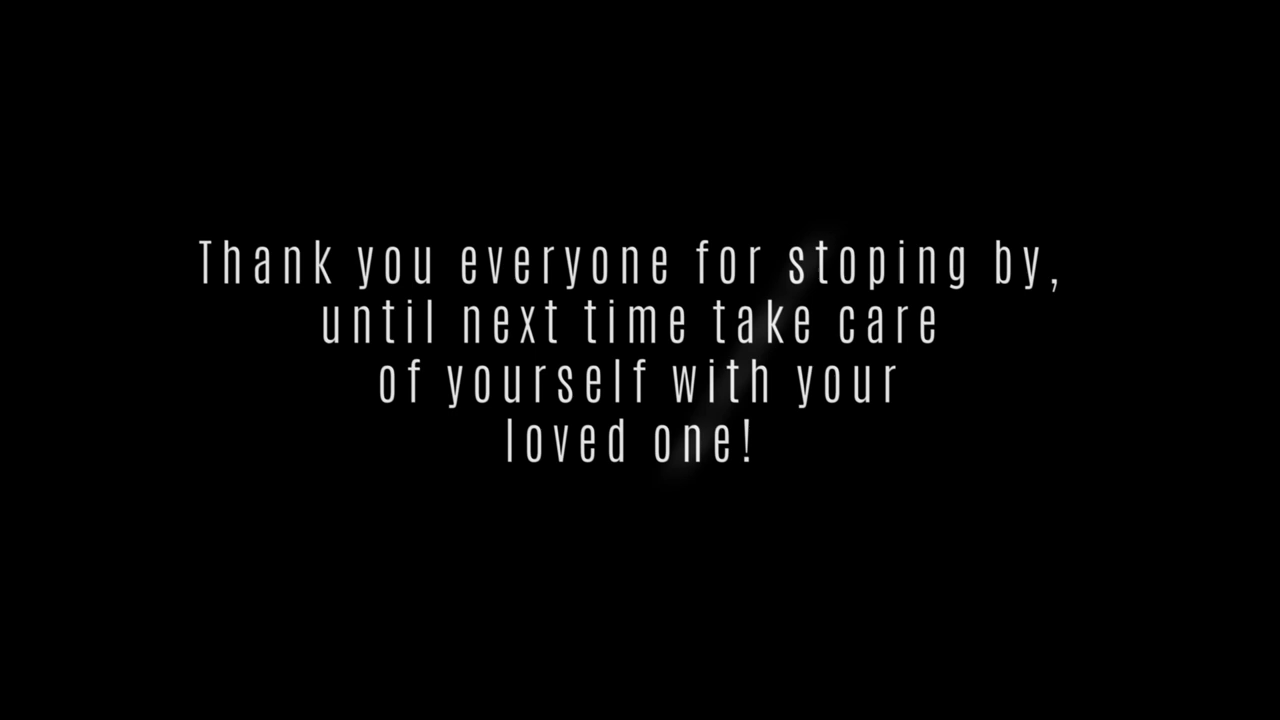 Thank you everyone for stoping by,
until next time take care
of yourself with your
loved one!